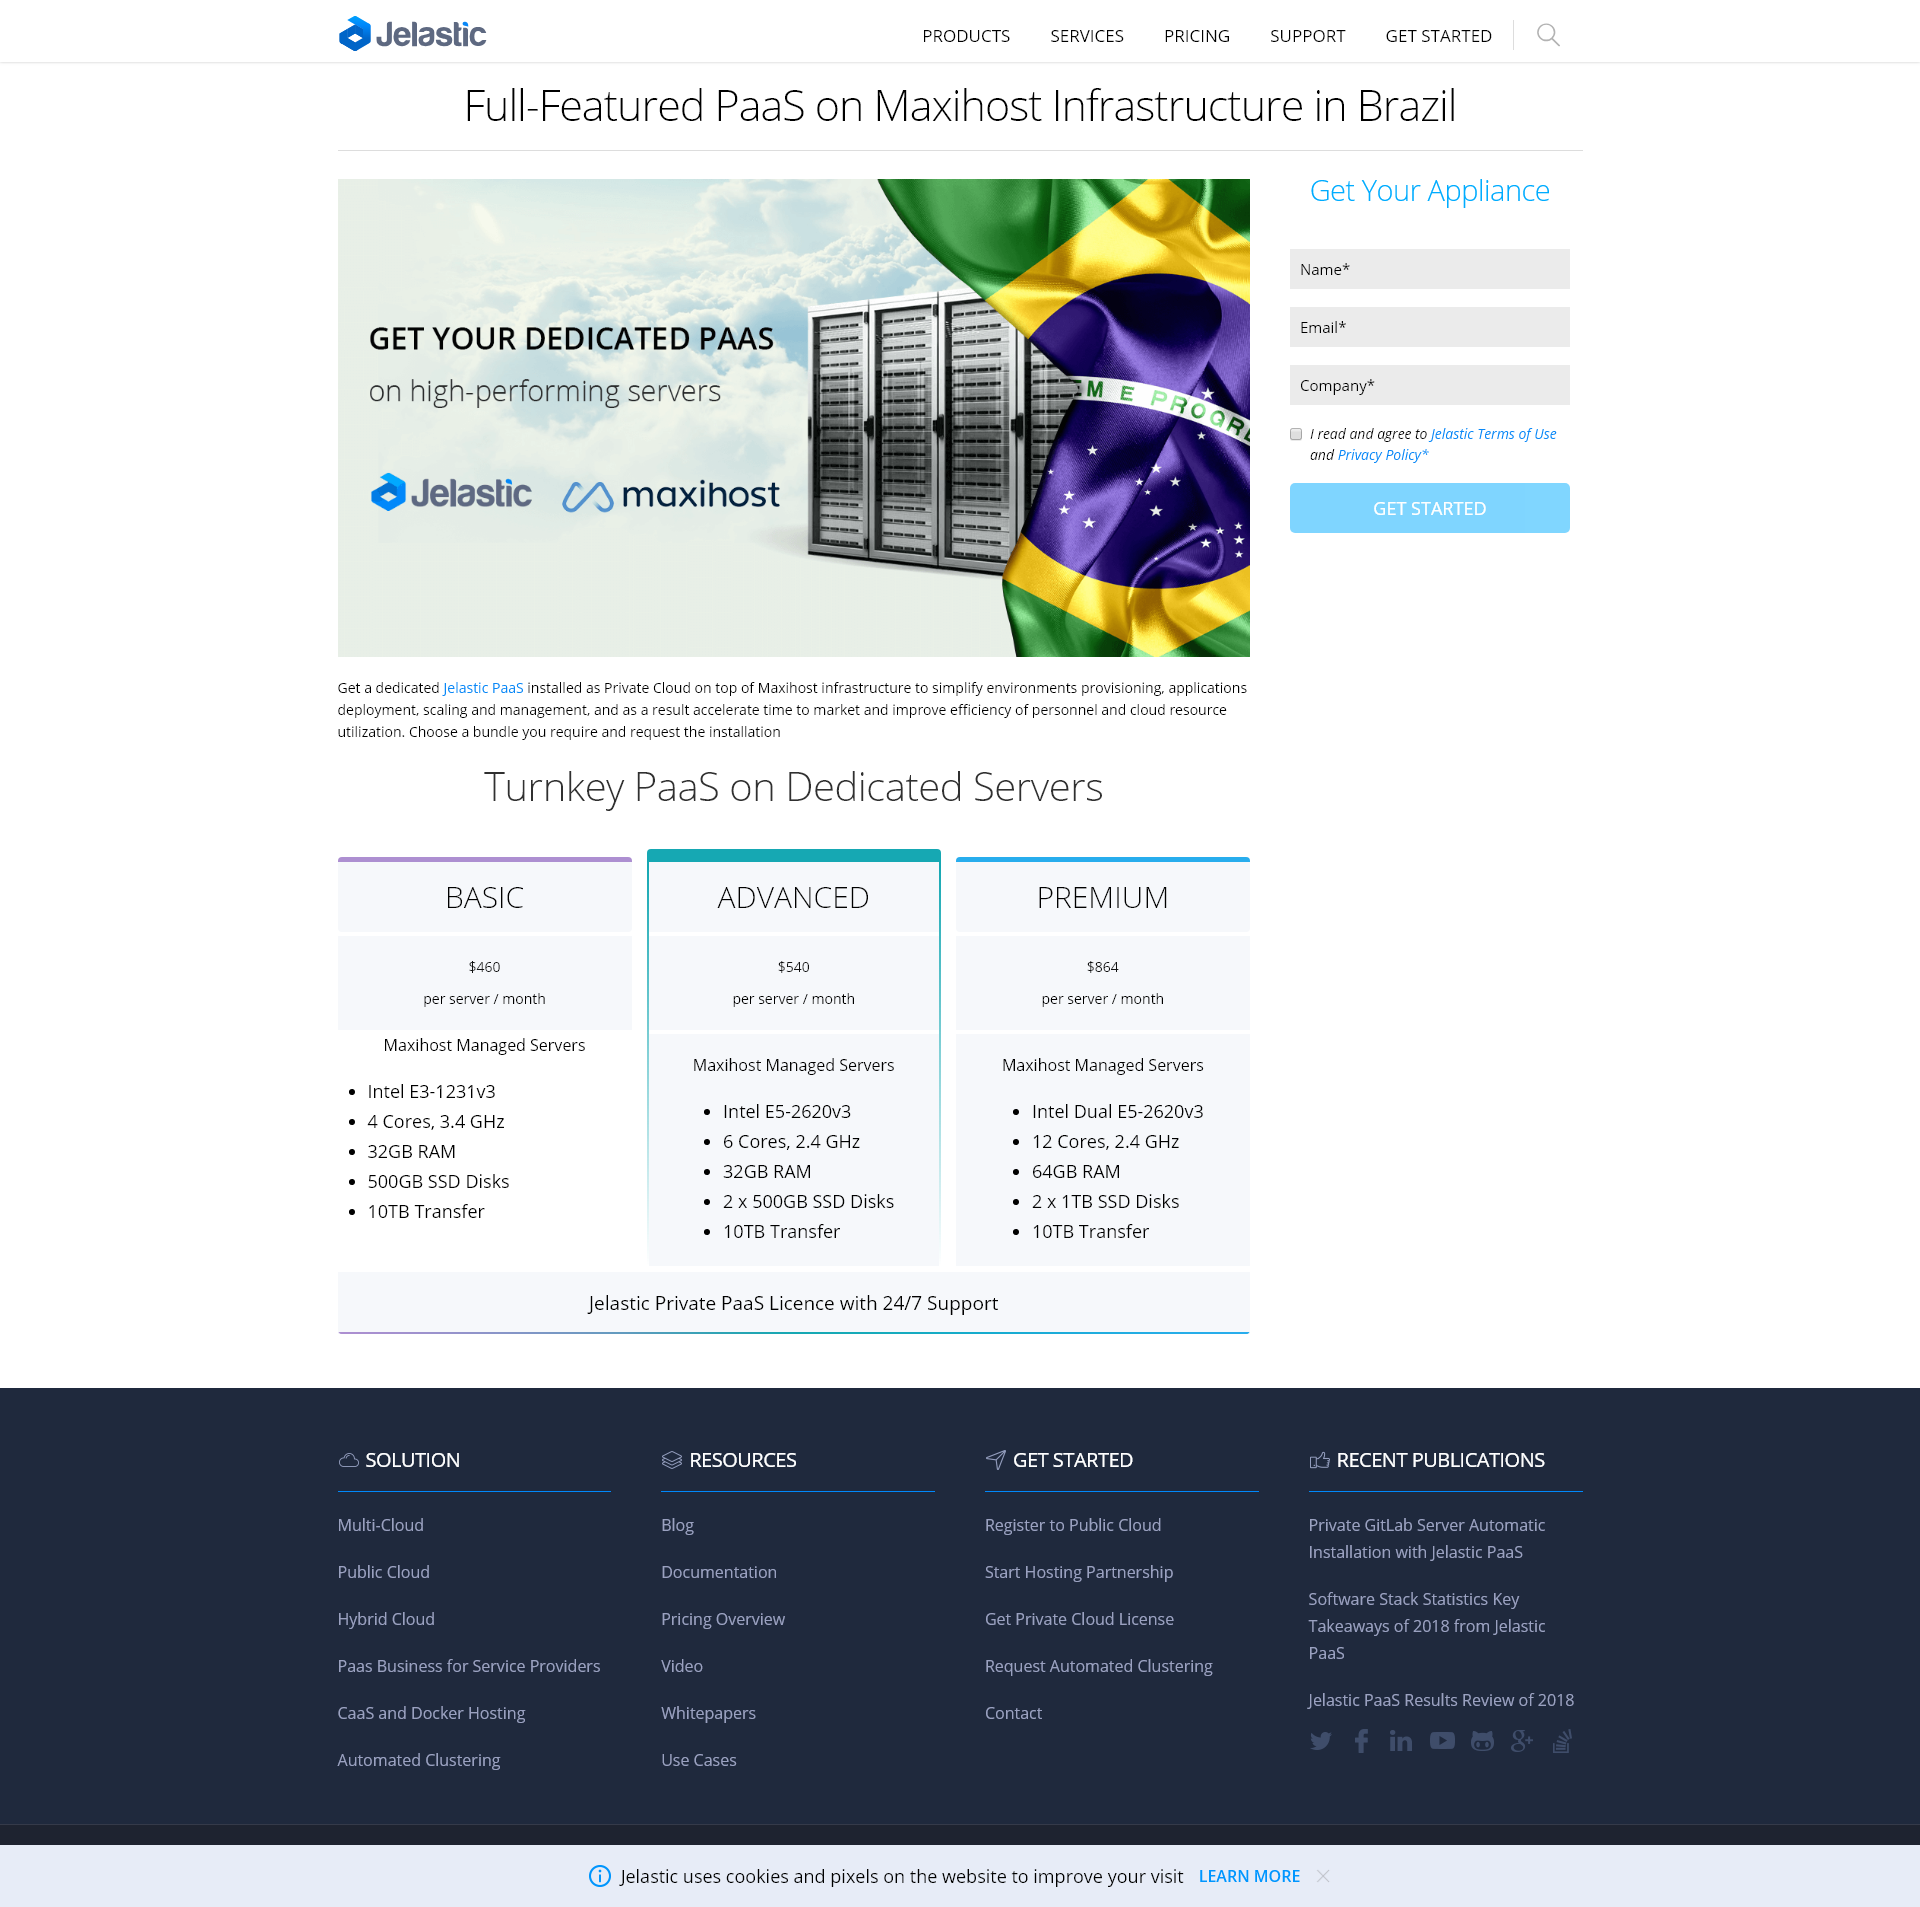 Jelastic
PRODUCTS
SERVICES
PRICING
SUPPORT
GET STARTED
Full-Featured PaaS on Maxihost Infrastructure in Brazil
GET YOUR DEDICATED PAAS
on high-performing servers
Jelastic
maxihost
EM E PROGRE
Get Your Appliance
Name*
Email*
Company*
I read and agree to Jelastic Terms of Use
and Privacy Policy*
GET STARTED
Get a dedicated Jelastic PaaS installed as Private Cloud on top of Maxihost infrastructure to simplify environments provisioning, applications
deployment, scaling and management, and as a result accelerate time to market and improve efficiency of personnel and cloud resource
utilization. Choose a bundle you require and request the installation
Turnkey PaaS on Dedicated Servers
BASIC
$460
per server / month
Maxihost Managed Servers
Intel E3-1231v3
4 Cores, 3.4 GHz
32GB RAM
500GB SSD Disks
10TB Transfer
ADVANCED
$540
per server / month
Maxihost Managed Servers
Intel E5-2620v3
6 Cores, 2.4 GHz
32GB RAM
2 x 500GB SSD Disks
10TB Transfer
PREMIUM
$864
per server / month
Maxihost Managed Servers
Intel Dual E5-2620v3
12 Cores, 2.4 GHz
64GB RAM
2 x 1TB SSD Disks
10TB Transfer
Jelastic Private PaaS Licence with 24/7 Support
SOLUTION
Multi-Cloud
Public Cloud
Hybrid Cloud
Paas Business for Service Providers
CaaS and Docker Hosting
Automated Clustering
RESOURCES
Blog
Documentation
Pricing Overview
Video
Whitepapers
Use Cases
GET STARTED
Register to Public Cloud
Start Hosting Partnership
Get Private Cloud License
Request Automated Clustering
Contact
RECENT PUBLICATIONS
Private GitLab Server Automatic
Installation with Jelastic PaaS
Software Stack Statistics Key
Takeaways of 2018 from Jelastic
PaaS
Jelastic PaaS Results Review of 2018
Jelastic uses cookies and pixels on the website to improve your visit
LEARN MORE